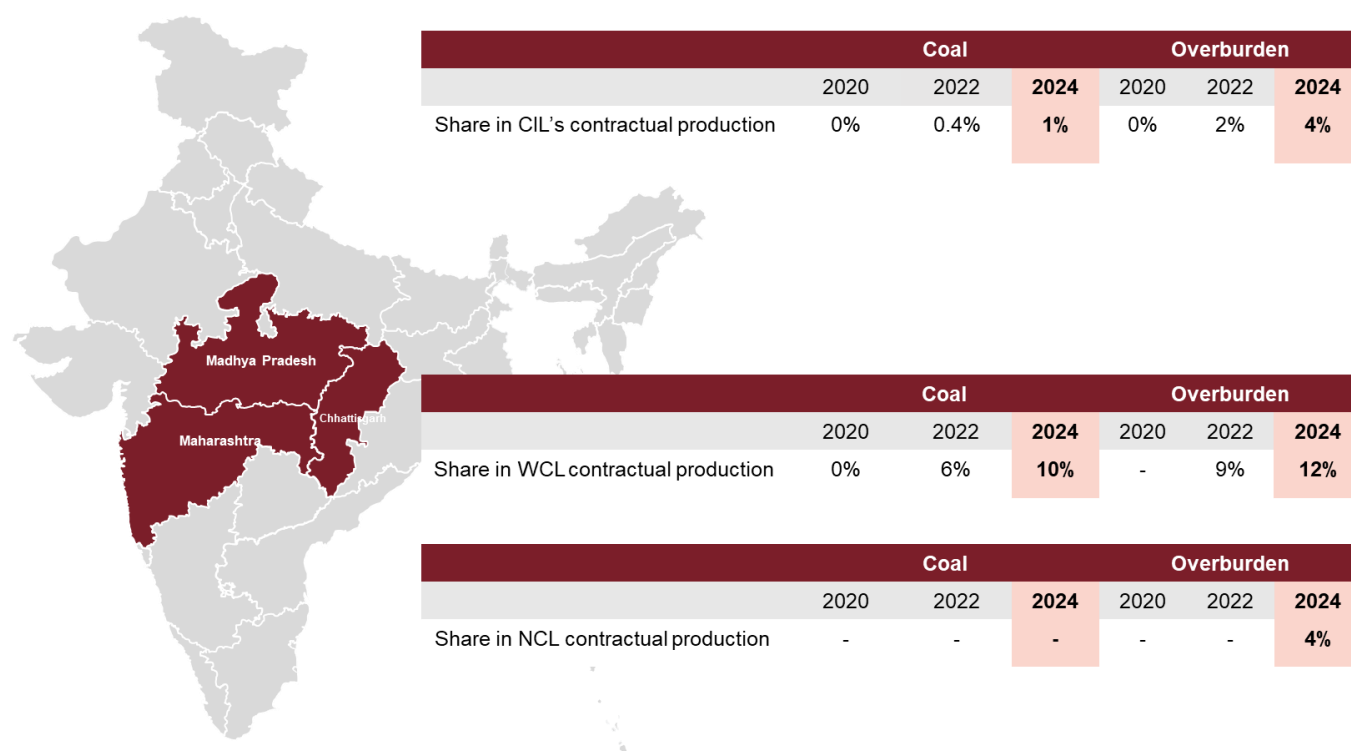 Coal Overburden
2020 2022 2024 2020 2022 2024
Share in CIL's contractual production 0% 0.4% 1% 0% 2% 4%
Madhya Pradesh
Chhattisgarh
Maharashtra
Coal Overburden
2020 2022 2024 2020 2022 2024
Share in WCL contractual production 0% 6% 10% - 9% 12%
Coal Overburden
2020 2022 2024 2020 2022 2024
Share in NCL contractual production - - - - - 4%